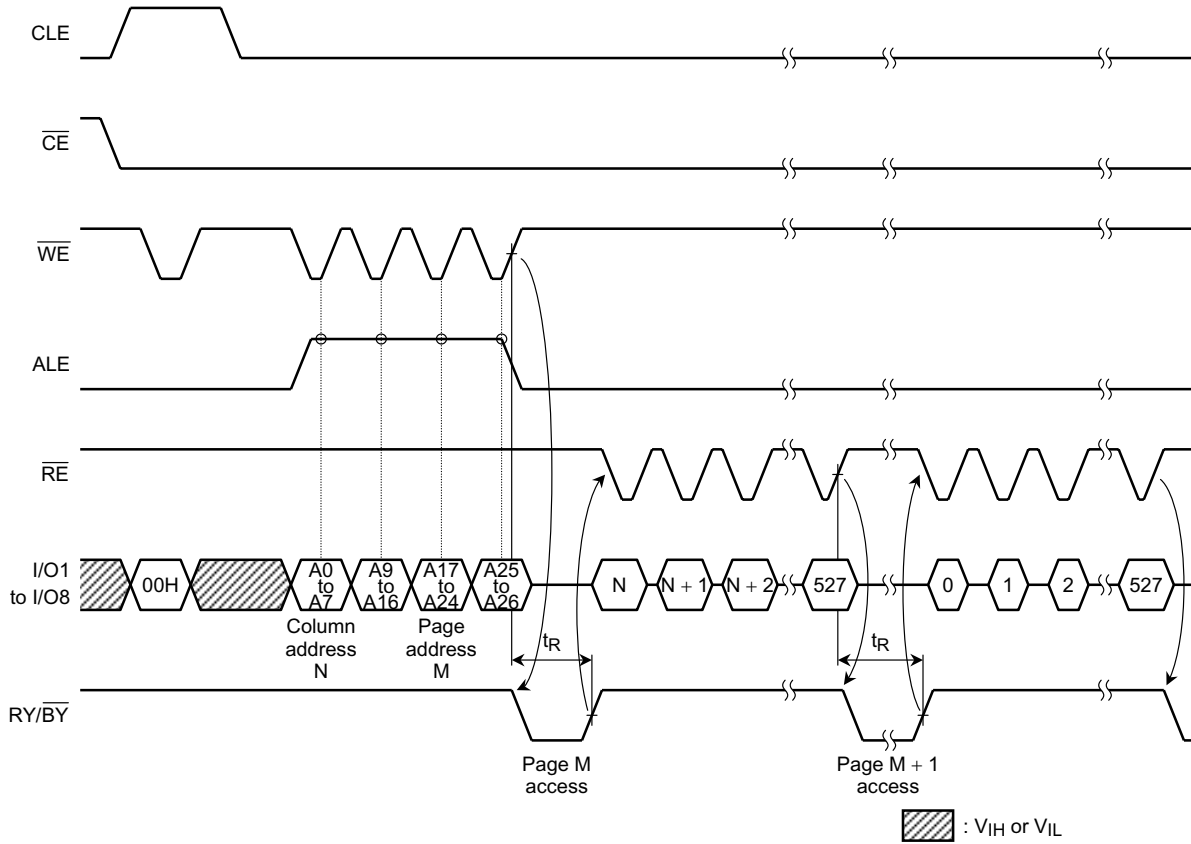 CLE
CE
WE
ALE
RE
I/O1
to I/O8
00H
A0
to
A7
A9
to
A16
A17
to
A24
A25
to
A26
N
N + 1
N + 2
527
0
1
2
527
Column
address
N
Page
address
M
tR
tR
RY/BY
Page M
access
Page M + 1
access
: VIH or VIL